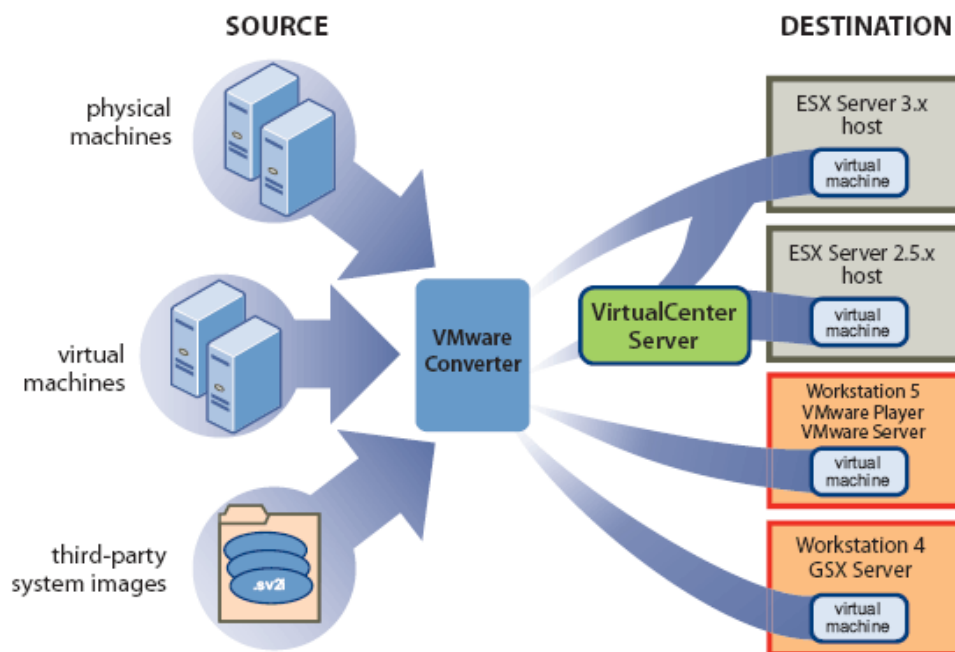 SOURCE
DESTINATION
physical
machines
virtual
machines
.sv2i
third-party
system images
VMware
Converter
VirtualCenter
Server
ESX Server 3.x
host
virtual
machine
ESX Server 2.5.x
host
virtual
machine
Workstation 5
VMware Player
VMware Server
virtual
machine
Workstation 4
GSX Server
virtual
machine